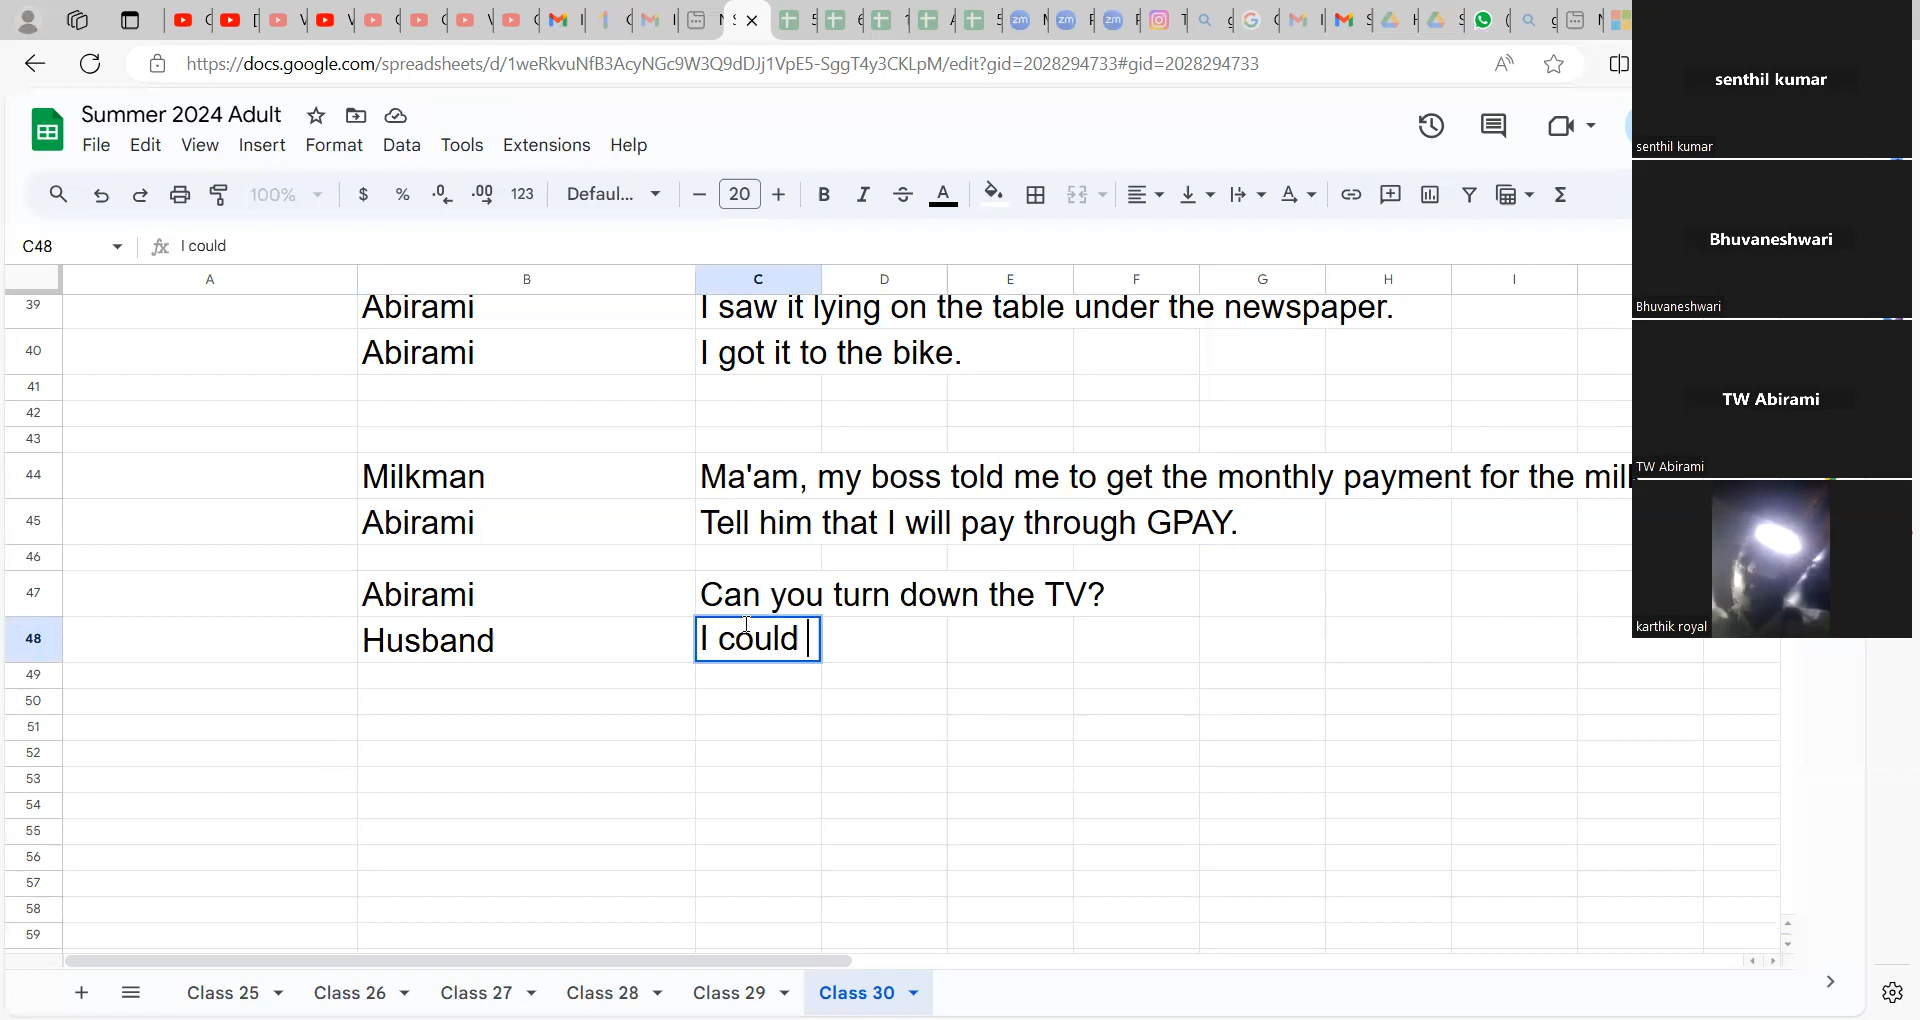 https://docs.google.com/spreadsheets/d/1weRkvuNfB3AcyNGc9W3Q9dDJj1VpE5-SggT4y3CKLpM/edit?gid=2028294733#gid=2028294733
Summer 2024 Adult
File Edit View Insert Format Data Tools Extensions Help
100% $ % .0 .00 123 Defaul... 20 B I S A
C48 fx I could
A B C D E F G H I
39 Abirami I saw it lying on the table under the newspaper.
40 Abirami I got it to the bike.
41
42
43
44 Milkman Ma'am, my boss told me to get the monthly payment for the mil
45 Abirami Tell him that I will pay through GPAY.
46
47 Abirami Can you turn down the TV?
48 Husband I could
49
50
51
52
53
54
55
56
57
58
59
Class 25 Class 26 Class 27 Class 28 Class 29 Class 30
senthil kumar
senthil kumar
Bhuvaneshwari
Bhuvaneshwari
TW Abirami
TW Abirami
karthik royal